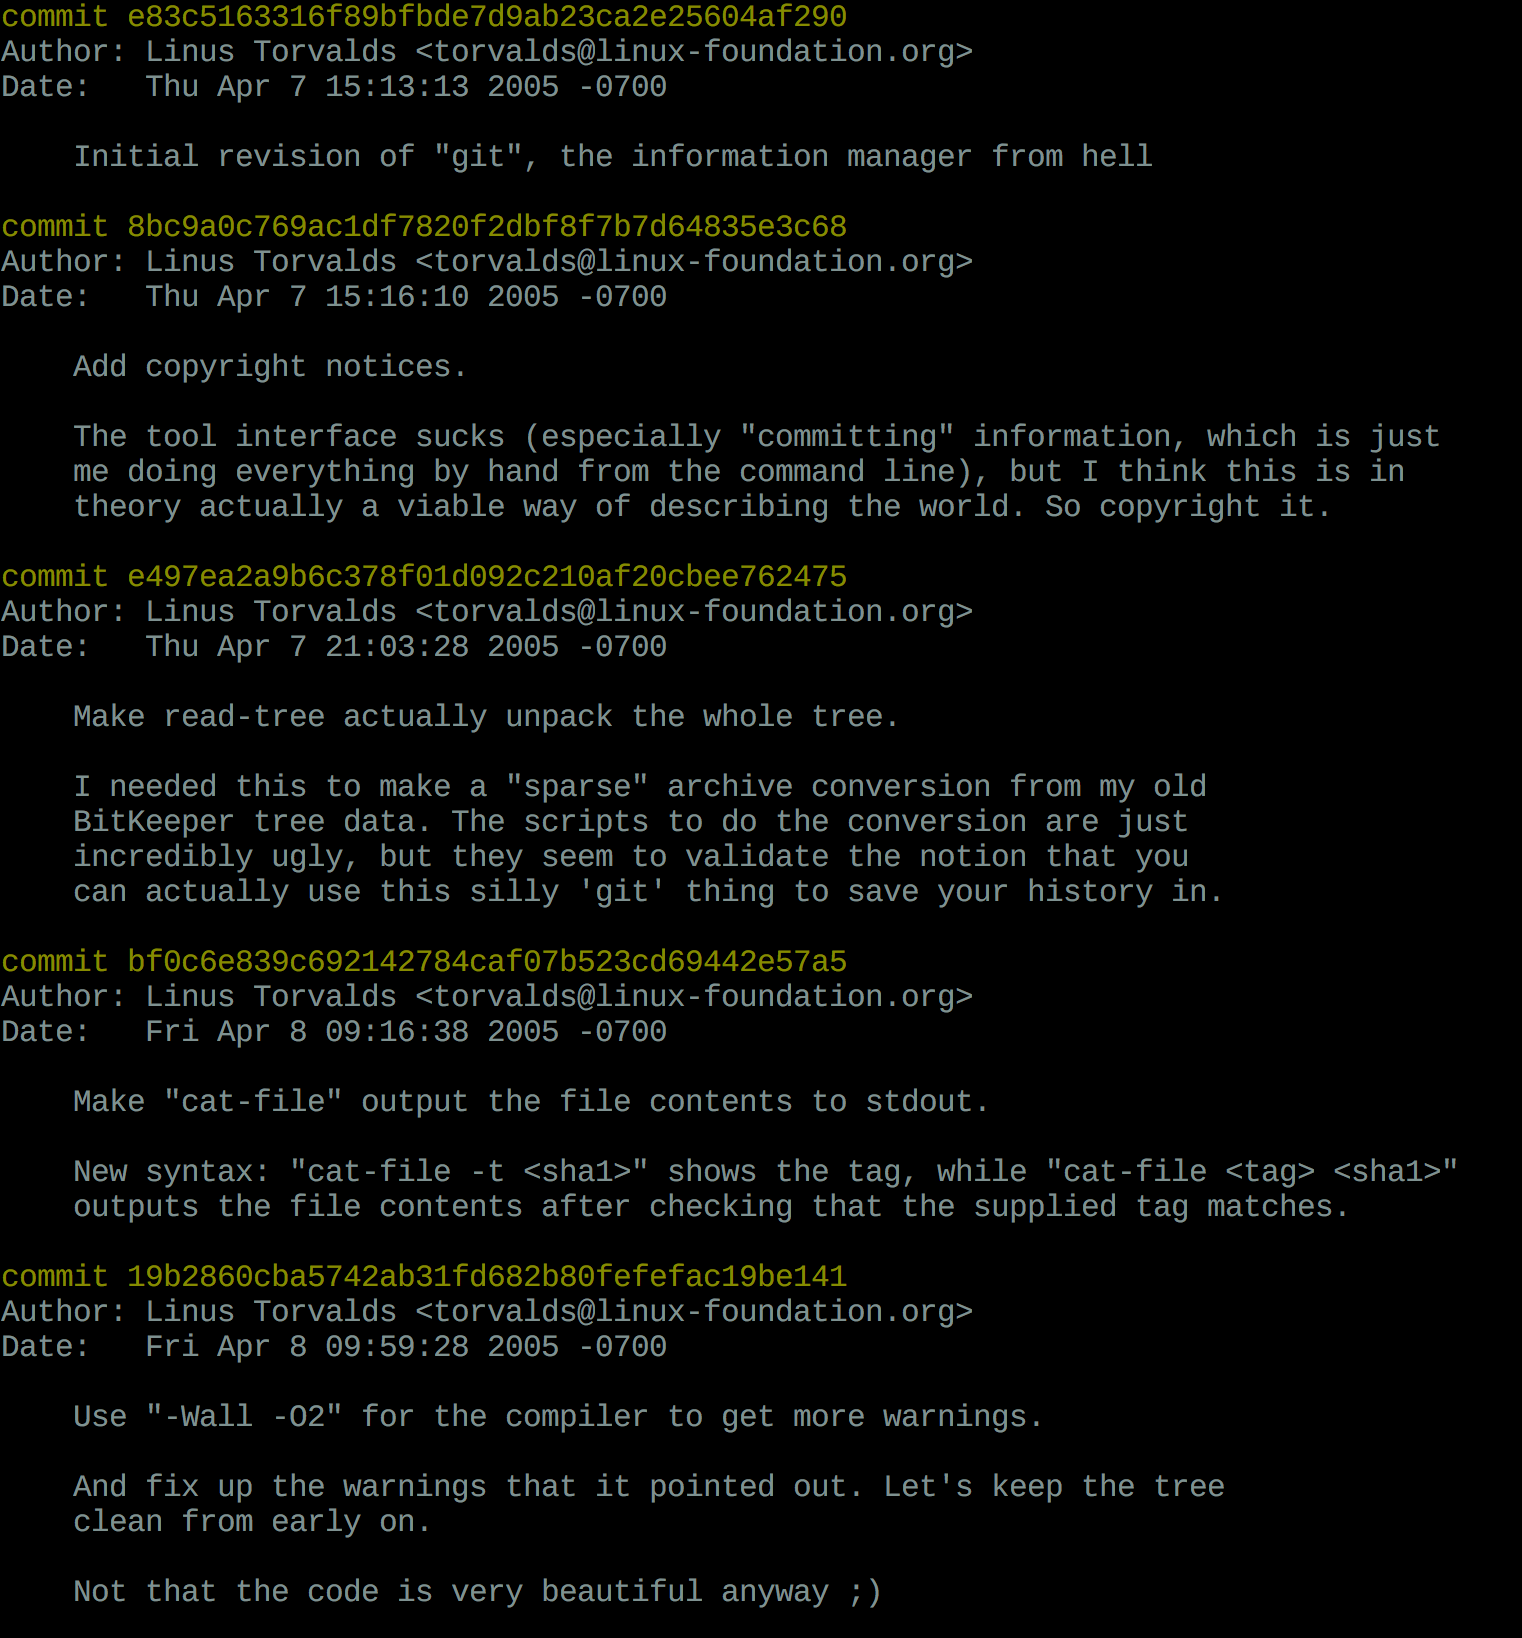 commit e83c5163316f89bfbde7d9ab23ca2e25604af290
Author: Linus Torvalds <torvalds@linux-foundation.org>
Date:   Thu Apr 7 15:13:13 2005 -0700

    Initial revision of "git", the information manager from hell

commit 8bc9a0c769ac1df7820f2dbf8f7b7d64835e3c68
Author: Linus Torvalds <torvalds@linux-foundation.org>
Date:   Thu Apr 7 15:16:10 2005 -0700

    Add copyright notices.

    The tool interface sucks (especially "committing" information, which is just
    me doing everything by hand from the command line), but I think this is in
    theory actually a viable way of describing the world. So copyright it.

commit e497ea2a9b6c378f01d092c210af20cbee762475
Author: Linus Torvalds <torvalds@linux-foundation.org>
Date:   Thu Apr 7 21:03:28 2005 -0700

    Make read-tree actually unpack the whole tree.

    I needed this to make a "sparse" archive conversion from my old
    BitKeeper tree data. The scripts to do the conversion are just
    incredibly ugly, but they seem to validate the notion that you
    can actually use this silly 'git' thing to save your history in.

commit bf0c6e839c692142784caf07b523cd69442e57a5
Author: Linus Torvalds <torvalds@linux-foundation.org>
Date:   Fri Apr 8 09:16:38 2005 -0700

    Make "cat-file" output the file contents to stdout.

    New syntax: "cat-file -t <sha1>" shows the tag, while "cat-file <tag> <sha1>"
    outputs the file contents after checking that the supplied tag matches.

commit 19b2860cba5742ab31fd682b80fefefac19be141
Author: Linus Torvalds <torvalds@linux-foundation.org>
Date:   Fri Apr 8 09:59:28 2005 -0700

    Use "-Wall -O2" for the compiler to get more warnings.

    And fix up the warnings that it pointed out. Let's keep the tree
    clean from early on.

    Not that the code is very beautiful anyway ;)